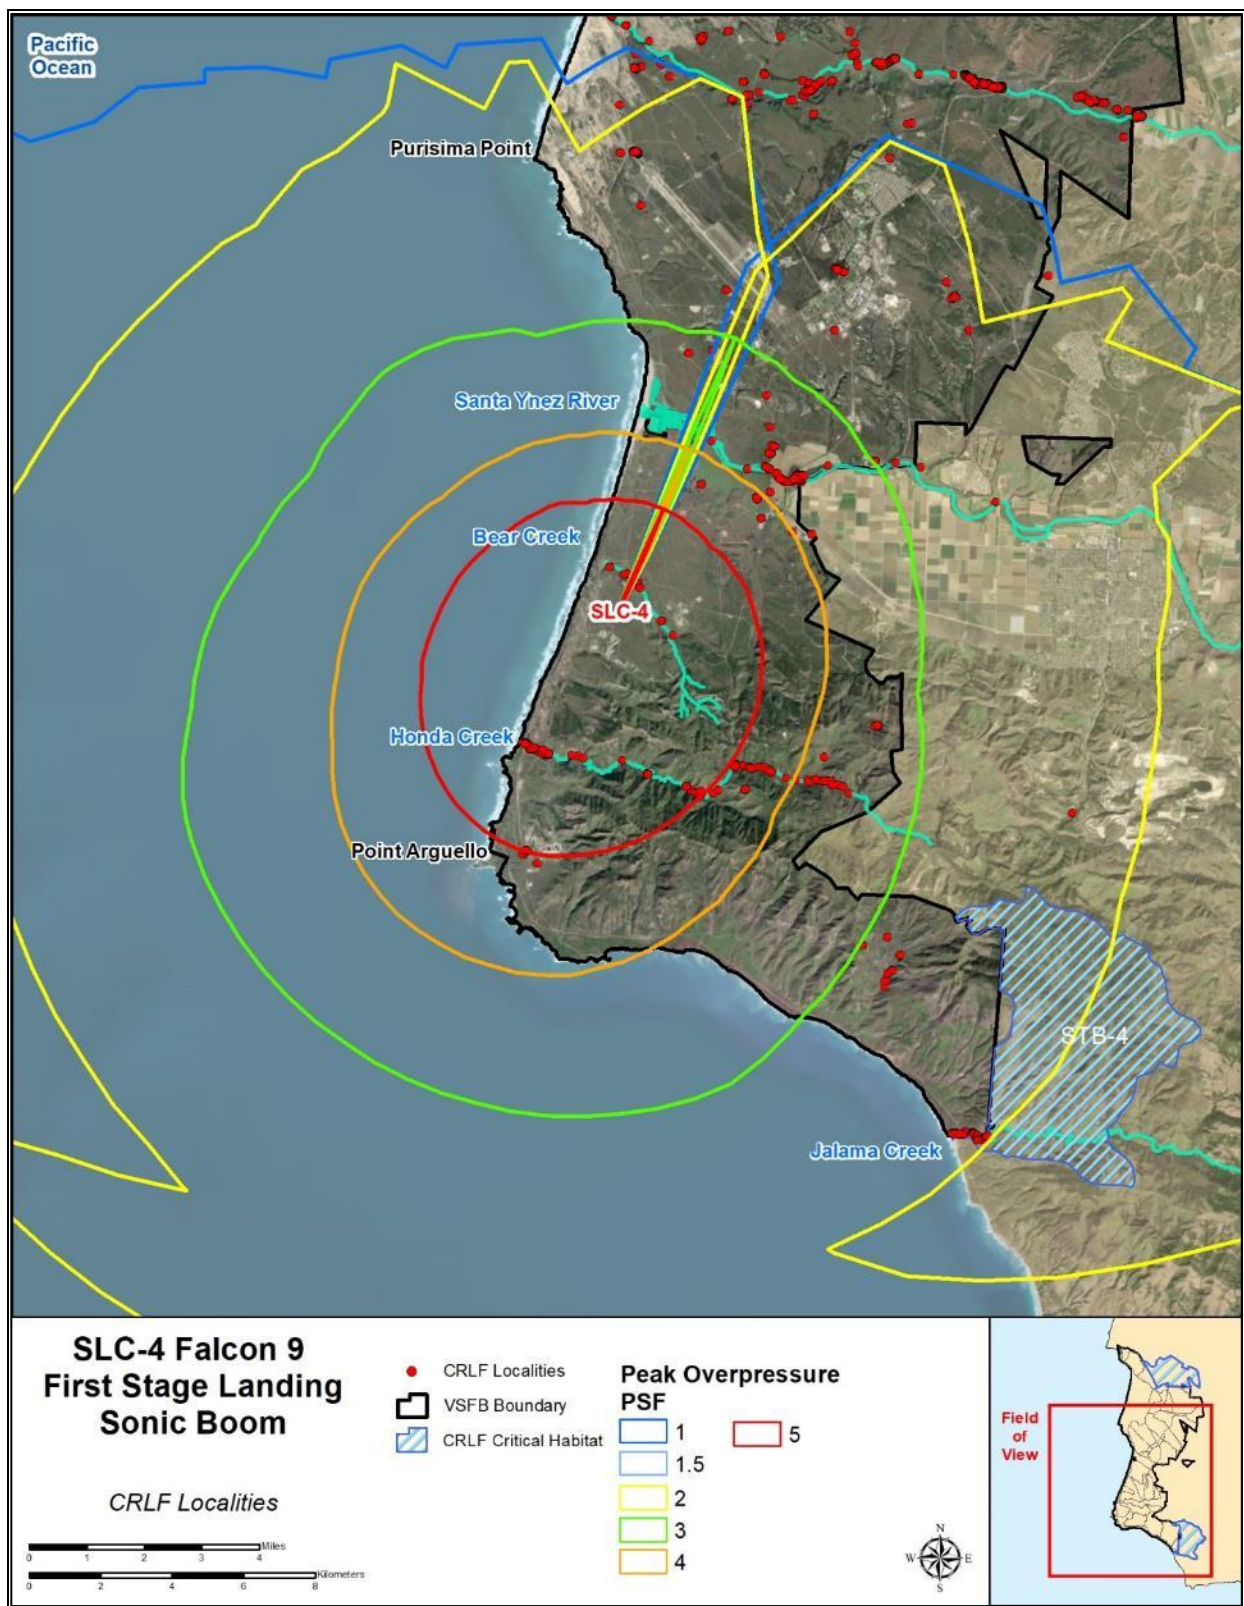 Pacific
Ocean
Purisima Point
Santa Ynez River
Bear Creek
SLC-4
Honda Creek
Point Arguello
STB-4
Jalama Creek
SLC-4 Falcon 9
First Stage Landing
Sonic Boom
CRLF Localities
0 1 2 3 4 Miles
0 2 4 6 8 Kilometers
CRLF Localities
VSFB Boundary
CRLF Critical Habitat
Peak Overpressure
PSF
1
1.5
2
3
4
5
N
W E
S
Field
of
View